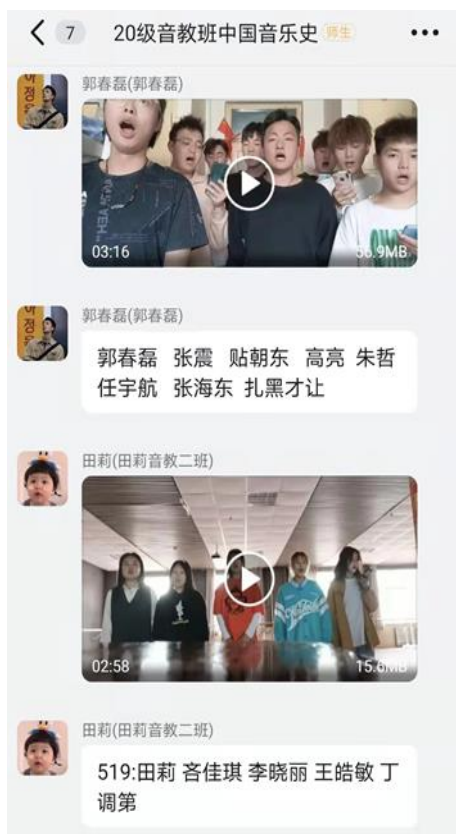 7 20级音教班中国音乐史 师生
郭春磊(郭春磊)
03:16
56.9MB
郭春磊(郭春磊)
郭春磊 张震 贴朝东 高亮 朱哲
任宇航 张海东 扎黑才让
田莉(田莉音教二班)
02:58
15.6MB
田莉(田莉音教二班)
519:田莉 吝佳琪 李晓丽 王皓敏 丁
调第